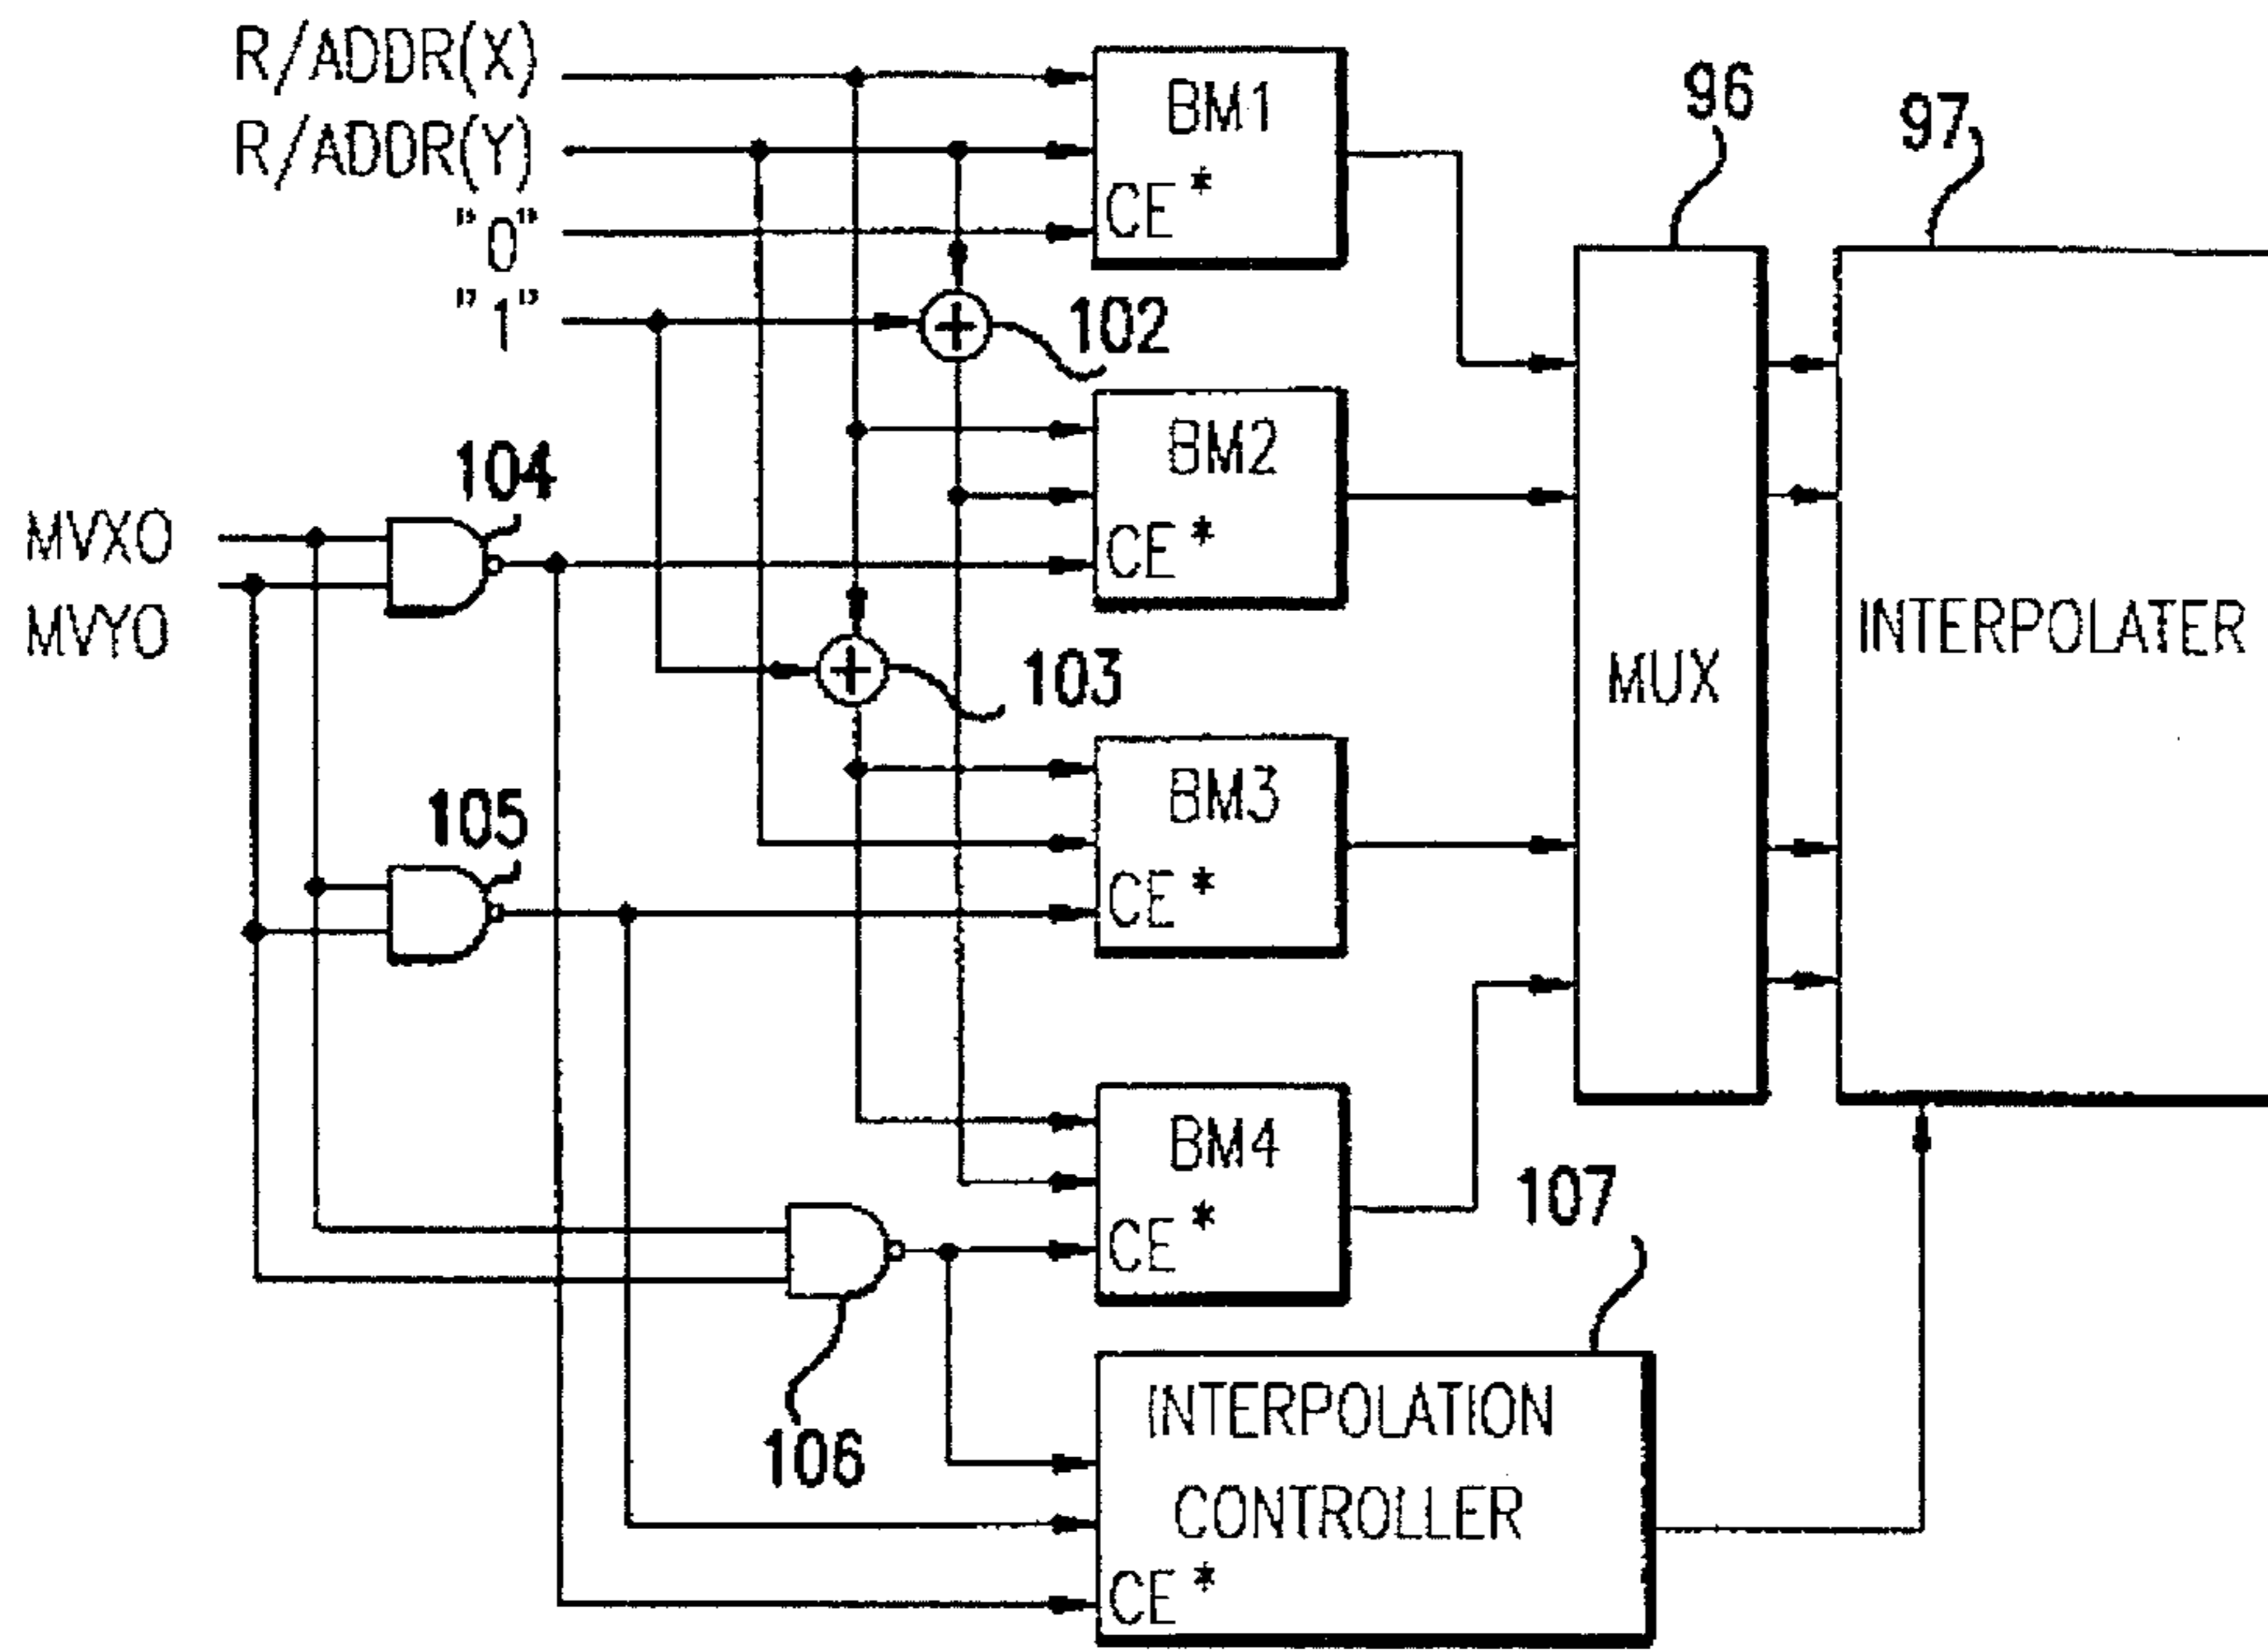 R/ADDR(X)
R/ADDR(Y)
"0"
"1"
BM1
CE*
96
97
102
104
MVXO
MVYO
BM2
CE*
MUX
INTERPOLATER
103
105
BM3
CE*
BM4
CE*
107
106
INTERPOLATION
CONTROLLER
CE*